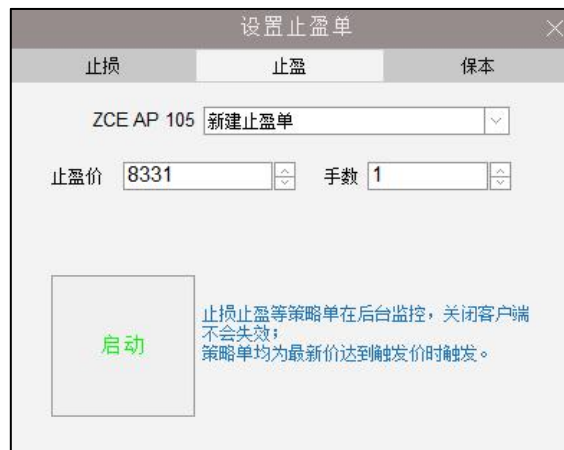 设置止盈单
止损 止盈 保本
ZCE AP 105 新建止盈单
止盈价 8331 手数 1
启动
止损止盈等策略单在后台监控，关闭客户端
不会失效；
策略单均为最新价达到触发价时触发。